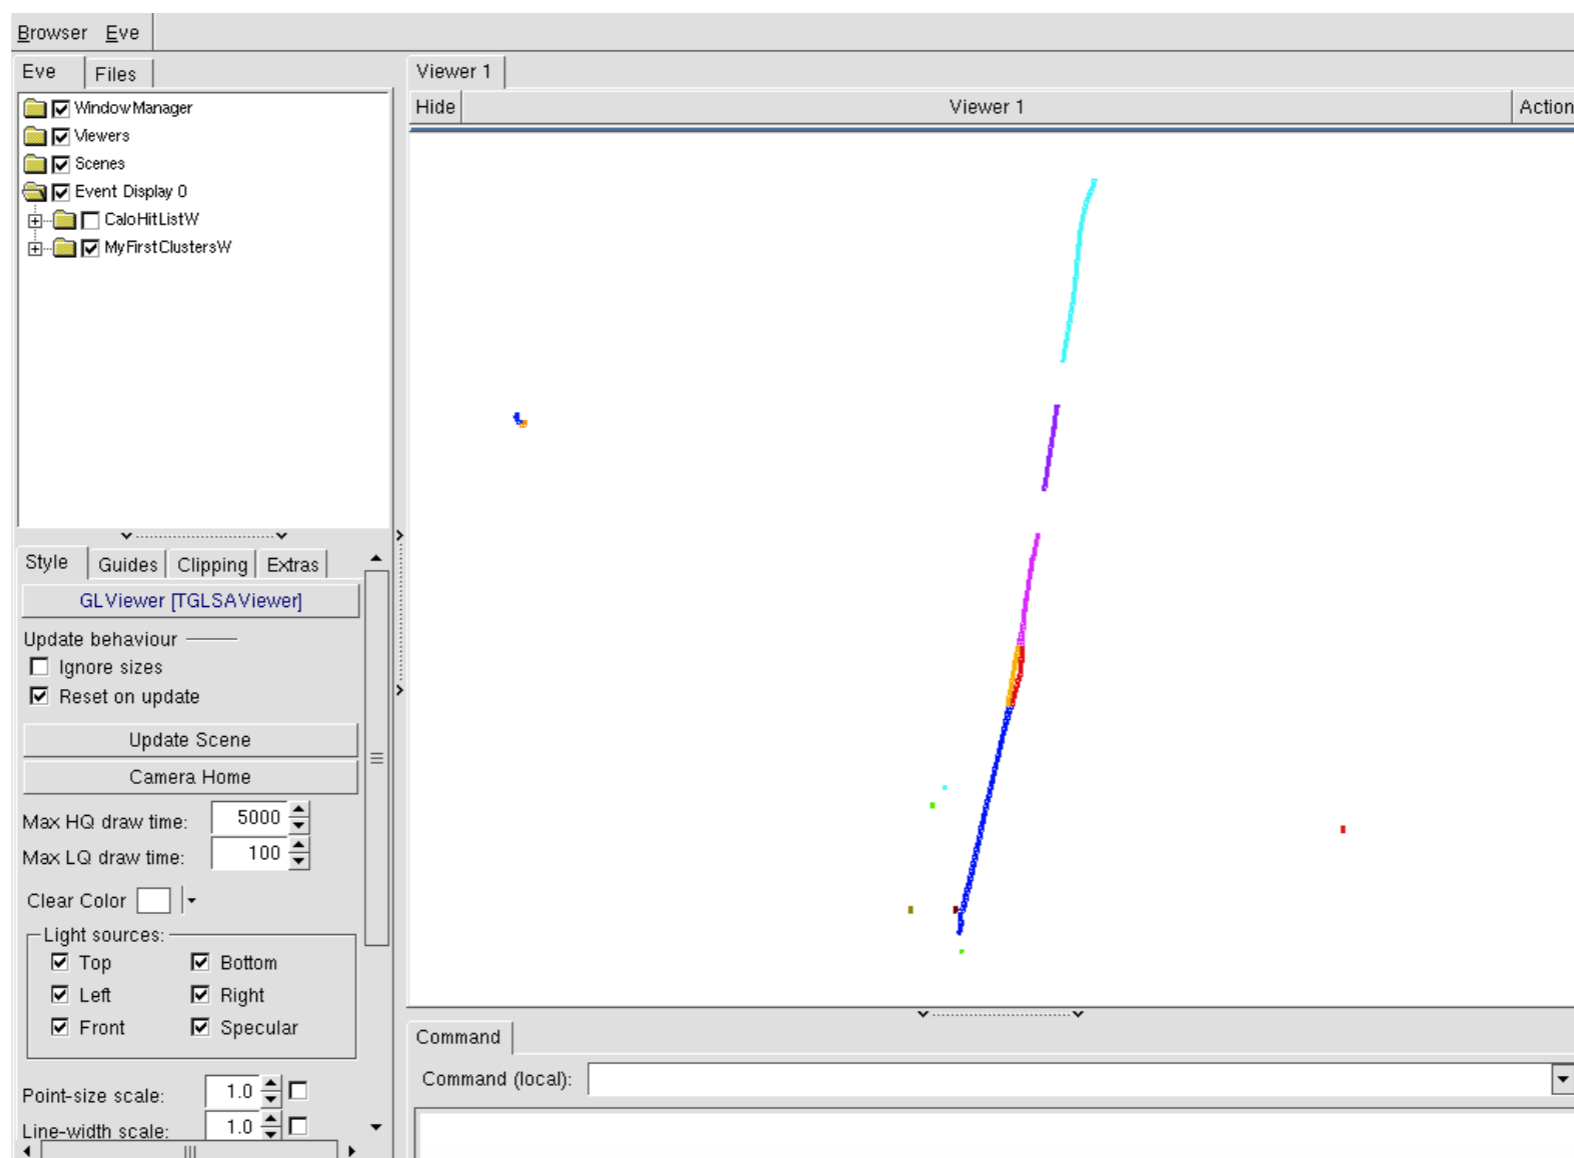 Browser Eve
Eve Files
WindowManager
Viewers
Scenes
Event Display 0
CaloHitListW
MyFirstClustersW
Style Guides Clipping Extras
GLViewer [TGLSAViewer]
Update behaviour
Ignore sizes
Reset on update
Update Scene
Camera Home
Max HQ draw time: 5000
Max LQ draw time: 100
Clear Color
Light sources:
Top Bottom
Left Right
Front Specular
Point-size scale: 1.0
Line-width scale: 1.0
Viewer 1
Hide Viewer 1 Action
Command
Command (local):